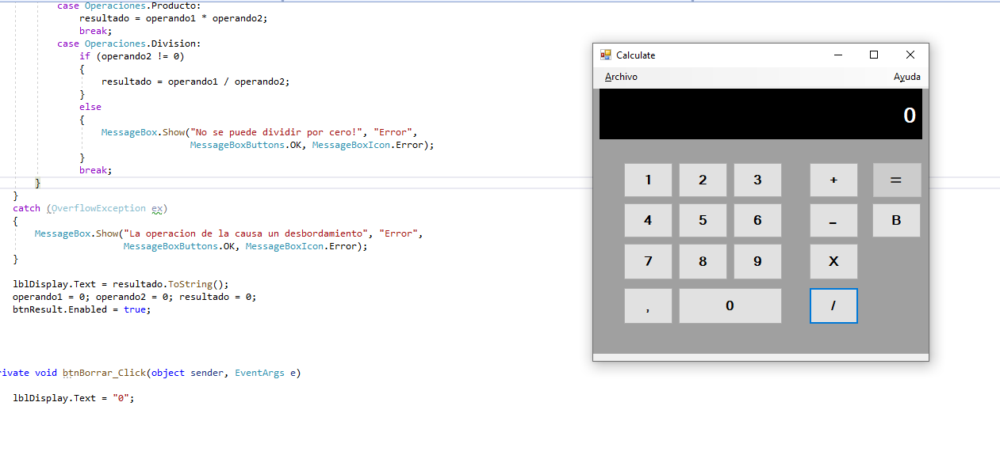 case Operaciones.Producto:
resultado = operando1 * operando2;
break;
case Operaciones.Division:
if (operando2 != 0)
{
resultado = operando1 / operando2;
}
else
{
MessageBox.Show("No se puede dividir por cero!", "Error",
MessageBoxButtons.OK, MessageBoxIcon.Error);
}
break;
}
}
catch (OverflowException ex)
{
MessageBox.Show("La operacion de la causa un desbordamiento", "Error",
MessageBoxButtons.OK, MessageBoxIcon.Error);
}
lblDisplay.Text = resultado.ToString();
operando1 = 0; operando2 = 0; resultado = 0;
btnResult.Enabled = true;
rivate void btnBorrar_Click(object sender, EventArgs e)
lblDisplay.Text = "0";
Calculate
Archivo Ayuda
0
1 2 3 + =
4 5 6 - B
7 8 9 X
, 0 /